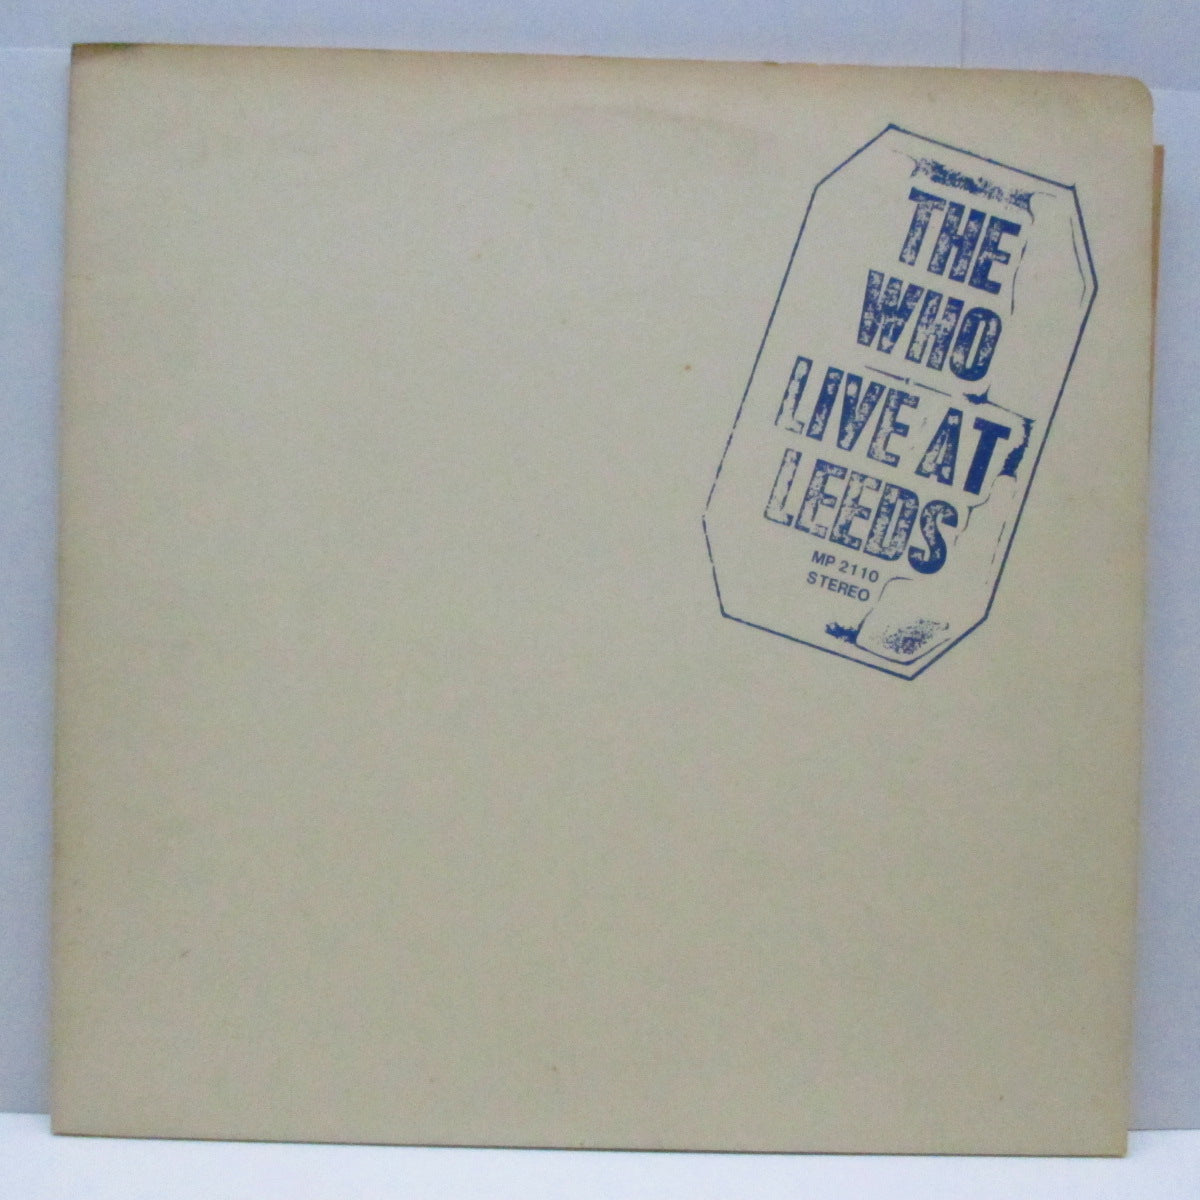 THE
WHO
LIVE AT
LEEDS
MP 2110
STEREO